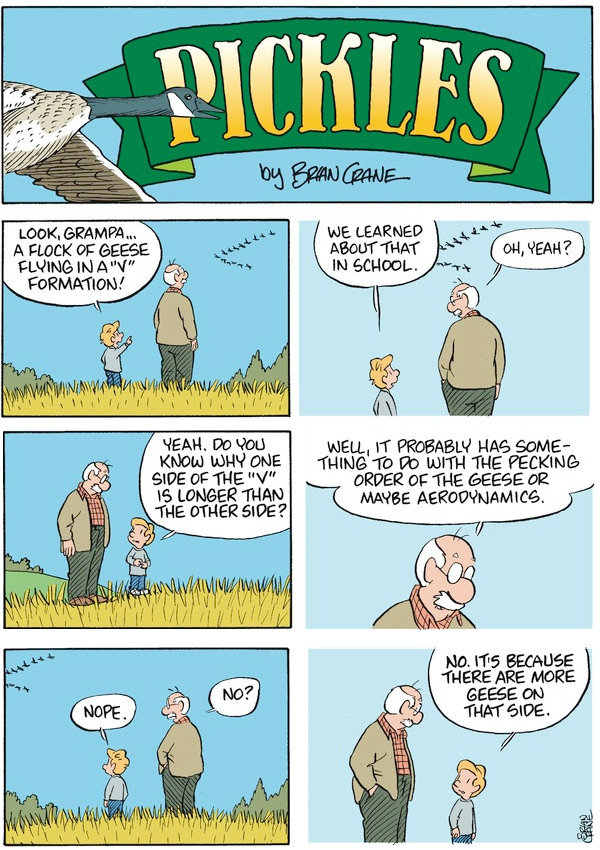 PICKLES
by BRIAN CRANE
LOOK, GRAMPA...
A FLOCK OF GEESE
FLYING IN A "V"
FORMATION!
WE LEARNED
ABOUT THAT
IN SCHOOL.
OH, YEAH?
YEAH. DO YOU
KNOW WHY ONE
SIDE OF THE "V"
IS LONGER THAN
THE OTHER SIDE?
WELL, IT PROBABLY HAS SOME-
THING TO DO WITH THE PECKING
ORDER OF THE GEESE OR
MAYBE AERODYNAMICS.
NOPE.
NO?
NO. IT'S BECAUSE
THERE ARE MORE
GEESE ON
THAT SIDE.
BRIAN
CRANE